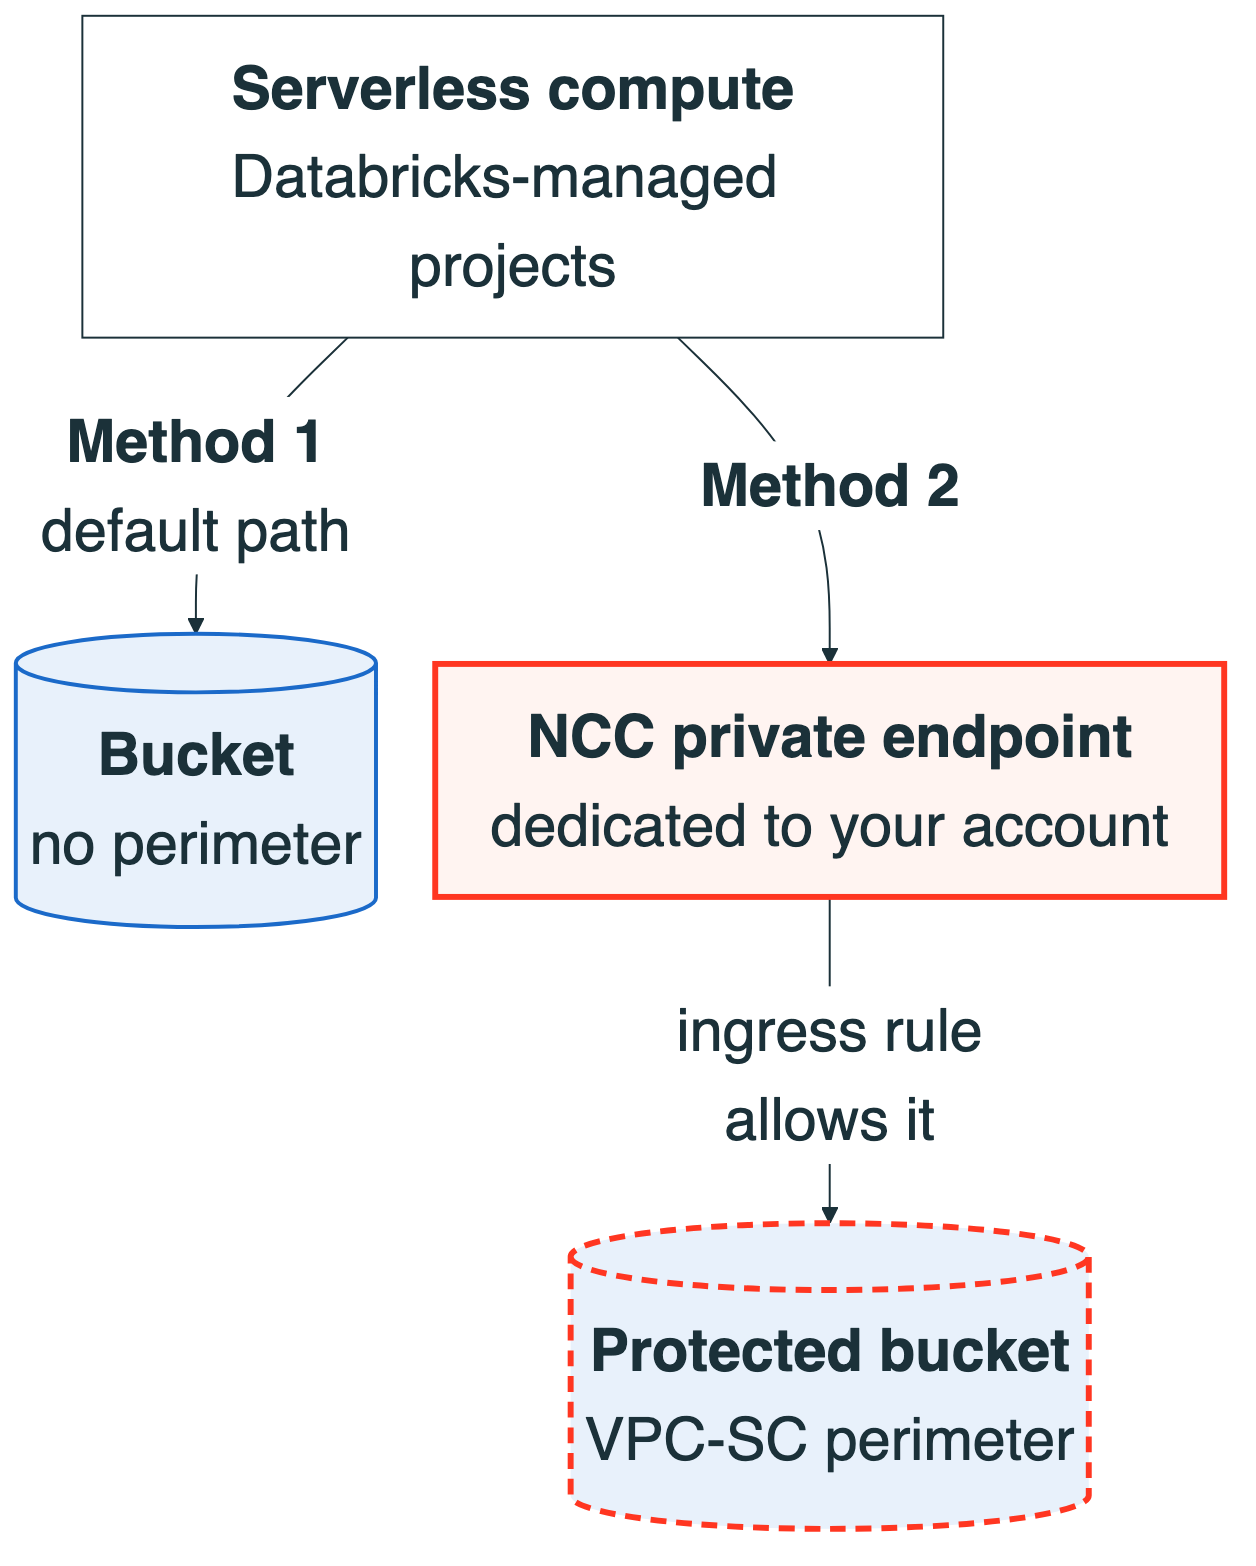 Serverless compute
Databricks-managed
projects
Method 1
default path
Method 2
Bucket
no perimeter
NCC private endpoint
dedicated to your account
ingress rule
allows it
Protected bucket
VPC-SC perimeter